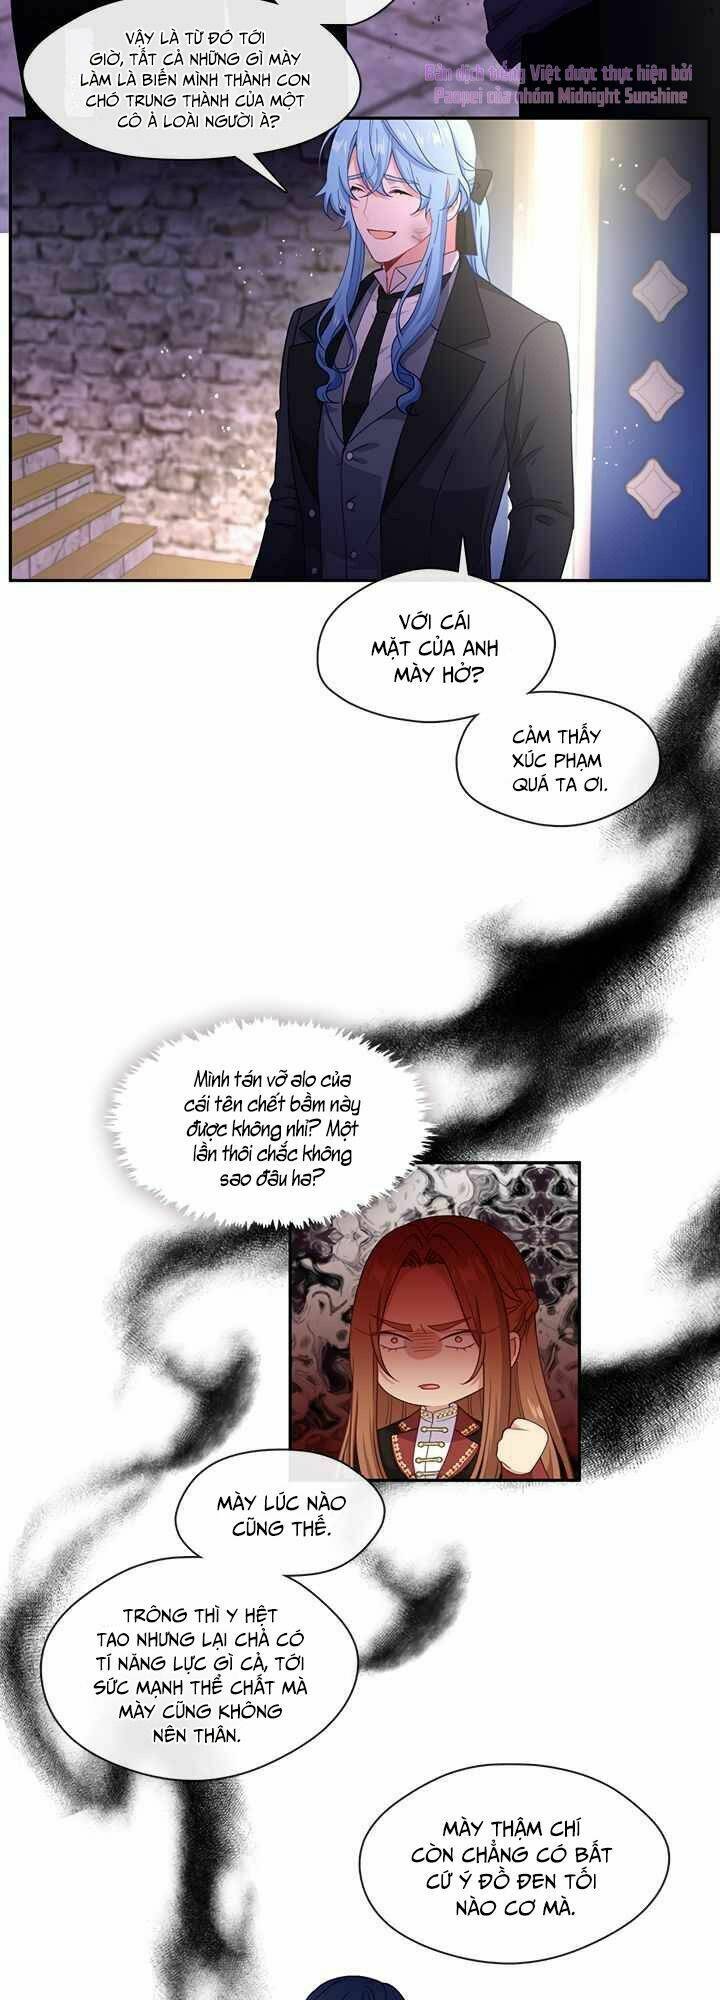 VẬY LÀ TỪ ĐÓ TỚI
GIỜ, TẤT CẢ NHỮNG GÌ MÀY
LÀM LÀ BIẾN MÌNH THÀNH CON
CHÓ TRUNG THÀNH CỦA MỘT
CÔ Ả LOÀI NGƯỜI À?
Bản dịch tiếng Việt được thực hiện bởi
Paopei của nhóm Midnight Sunshine
VỚI CÁI
MẶT CỦA ANH
MÀY HỞ?
CẢM THẤY
XÚC PHẠM
QUÁ TA ƠI.
Mình tán vỡ alo của
cái tên chết bầm này
được không nhỉ? Một
lần thôi chắc không
sao đâu ha?
MÀY LÚC NÀO
CŨNG THẾ.
TRÔNG THÌ Y HỆT
TAO NHƯNG LẠI CHẢ CÓ
TÍ NĂNG LỰC GÌ CẢ, TỚI
SỨC MẠNH THỂ CHẤT MÀ
MÀY CŨNG KHÔNG
NÊN THÂN.
MÀY THẬM CHÍ
CÒN CHẲNG CÓ BẤT
CỨ Ý ĐỒ ĐEN TỐI
NÀO CƠ MÀ.